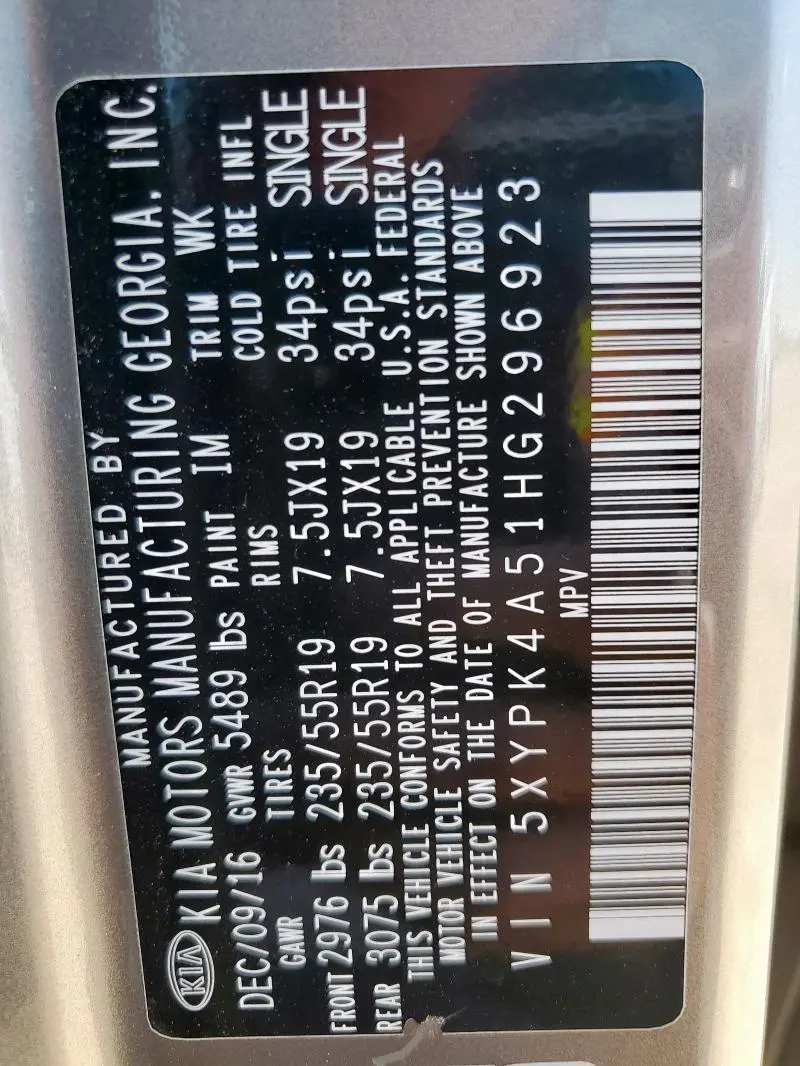 MANUFACTURED BY
KIA KIA MOTORS MANUFACTURING GEORGIA, INC.
DEC/09/16 GVWR 5489 lbs PAINT IM TRIM WK
GAWR TIRES RIMS COLD TIRE INFL
FRONT 2976 lbs 235/55R19 7.5JX19 34psi SINGLE
REAR 3075 lbs 235/55R19 7.5JX19 34psi SINGLE
THIS VEHICLE CONFORMS TO ALL APPLICABLE U.S.A. FEDERAL
MOTOR VEHICLE SAFETY AND THEFT PREVENTION STANDARDS
IN EFFECT ON THE DATE OF MANUFACTURE SHOWN ABOVE
VIN 5XYPK4A51HG296923
MPV